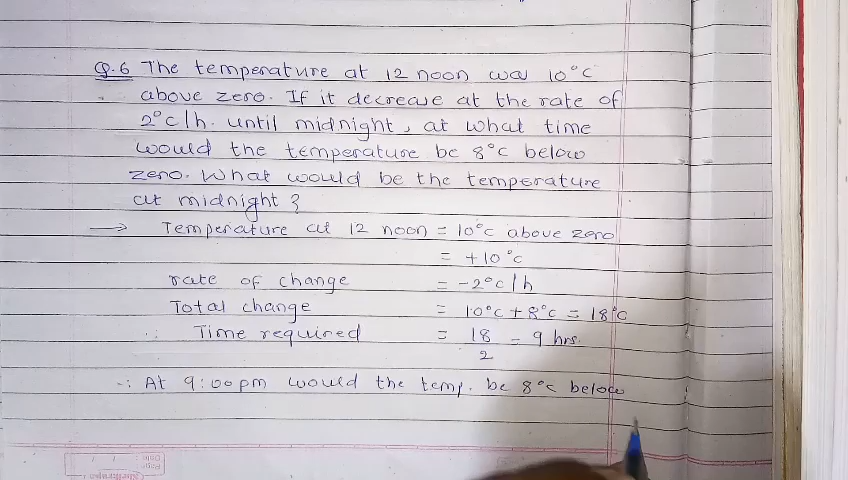 Q.6 The temperature at 12 noon was 10°C
above zero. If it decrease at the rate of
2°c/h. until midnight, at what time
would the temperature be 8°c below
zero. What would be the temperature
at midnight?
→ Temperature at 12 noon = 10°c above zero
= +10°c
rate of change = -2°c/h
Total change = 10°c + 8°c = 18°c
∴ Time required = 18/2 = 9 hrs.
∴ At 9:00pm would the temp. be 8°c below